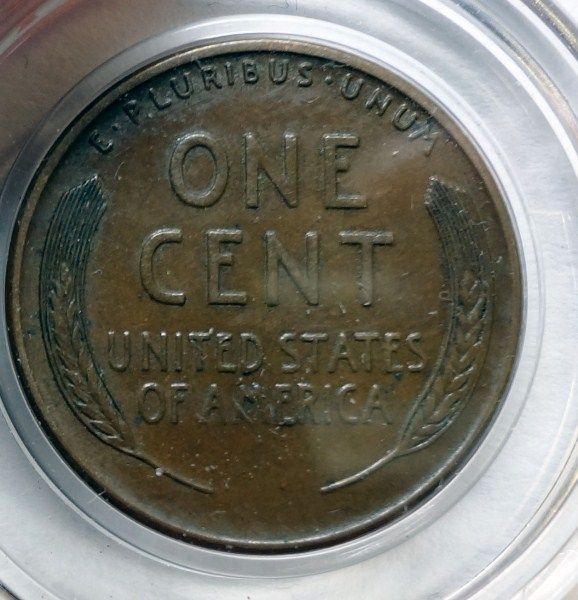 E·PLURIBUS·UNUM
ONE
CENT
UNITED STATES
OF AMERICA